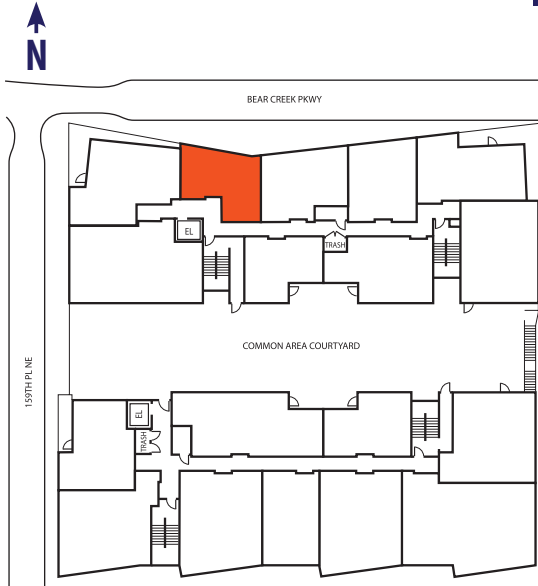 N
BEAR CREEK PKWY
EL
TRASH
COMMON AREA COURTYARD
159TH PL NE
EL
TRASH